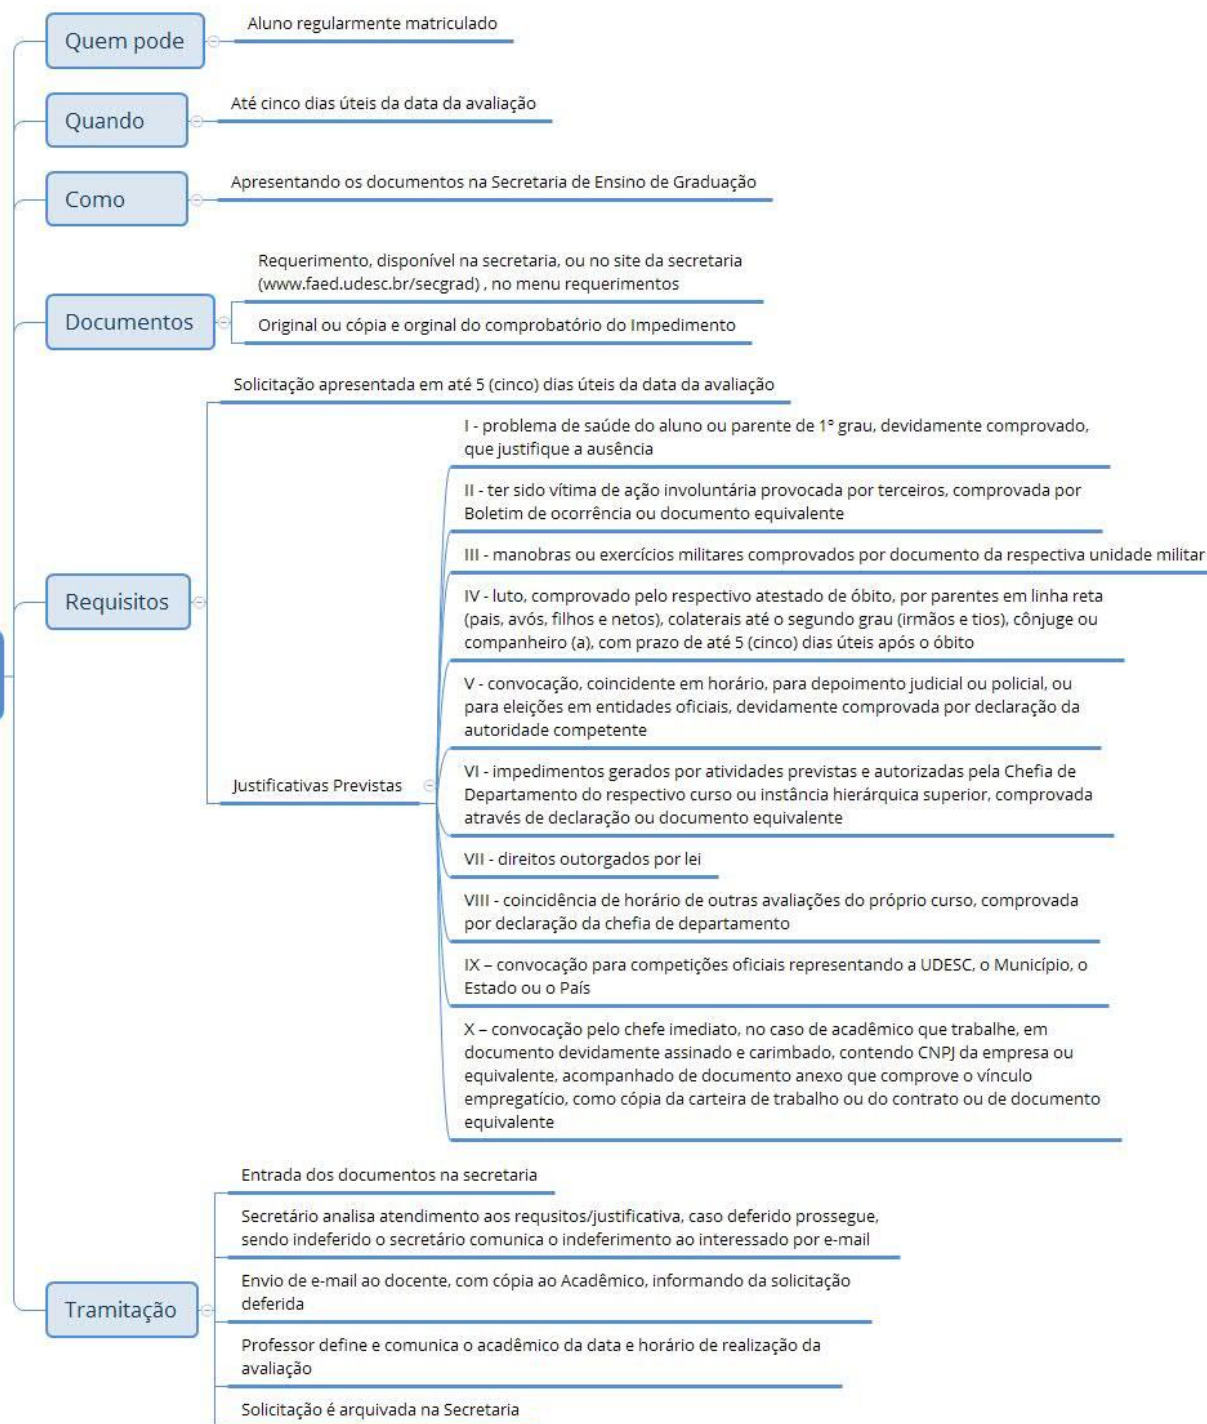 Quem pode
Aluno regularmente matriculado
Quando
Até cinco dias úteis da data da avaliação
Como
Apresentando os documentos na Secretaria de Ensino de Graduação
Documentos
Requerimento, disponível na secretaria, ou no site da secretaria
(www.faed.udesc.br/secgrad) , no menu requerimentos
Original ou cópia e orginal do comprobatório do Impedimento
Requisitos
Solicitação apresentada em até 5 (cinco) dias úteis da data da avaliação
Justificativas Previstas
I - problema de saúde do aluno ou parente de 1º grau, devidamente comprovado,
que justifique a ausência
II - ter sido vítima de ação involuntária provocada por terceiros, comprovada por
Boletim de ocorrência ou documento equivalente
III - manobras ou exercícios militares comprovados por documento da respectiva unidade militar
IV - luto, comprovado pelo respectivo atestado de óbito, por parentes em linha reta
(pais, avós, filhos e netos), colaterais até o segundo grau (irmãos e tios), cônjuge ou
companheiro (a), com prazo de até 5 (cinco) dias úteis após o óbito
V - convocação, coincidente em horário, para depoimento judicial ou policial, ou
para eleições em entidades oficiais, devidamente comprovada por declaração da
autoridade competente
VI - impedimentos gerados por atividades previstas e autorizadas pela Chefia de
Departamento do respectivo curso ou instância hierárquica superior, comprovada
através de declaração ou documento equivalente
VII - direitos outorgados por lei
VIII - coincidência de horário de outras avaliações do próprio curso, comprovada
por declaração da chefia de departamento
IX – convocação para competições oficiais representando a UDESC, o Município, o
Estado ou o País
X – convocação pelo chefe imediato, no caso de acadêmico que trabalhe, em
documento devidamente assinado e carimbado, contendo CNPJ da empresa ou
equivalente, acompanhado de documento anexo que comprove o vínculo
empregatício, como cópia da carteira de trabalho ou do contrato ou de documento
equivalente
Tramitação
Entrada dos documentos na secretaria
Secretário analisa atendimento aos requsitos/justificativa, caso deferido prossegue,
sendo indeferido o secretário comunica o indeferimento ao interessado por e-mail
Envio de e-mail ao docente, com cópia ao Acadêmico, informando da solicitação
deferida
Professor define e comunica o acadêmico da data e horário de realização da
avaliação
Solicitação é arquivada na Secretaria